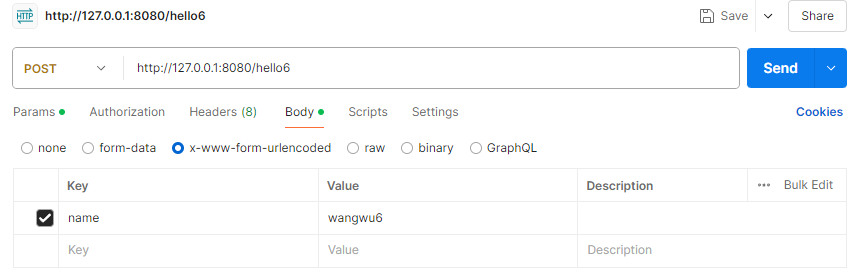 HTTP http://127.0.0.1:8080/hello6 Save Share
POST http://127.0.0.1:8080/hello6 Send
Params Authorization Headers (8) Body Scripts Settings Cookies
none form-data x-www-form-urlencoded raw binary GraphQL
Key Value Description ••• Bulk Edit
name wangwu6
Key Value Description